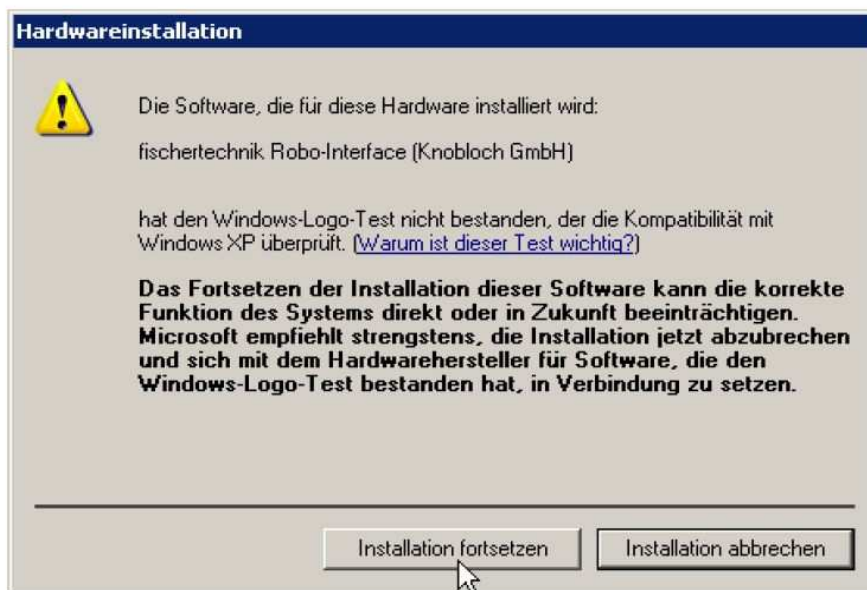 Hardwareinstallation
Die Software, die für diese Hardware installiert wird:
fischertechnik Robo-Interface (Knobloch GmbH)
hat den Windows-Logo-Test nicht bestanden, der die Kompatibilität mit
Windows XP überprüft. (Warum ist dieser Test wichtig?)
Das Fortsetzen der Installation dieser Software kann die korrekte
Funktion des Systems direkt oder in Zukunft beeinträchtigen.
Microsoft empfiehlt strengstens, die Installation jetzt abzubrechen
und sich mit dem Hardwarehersteller für Software, die den
Windows-Logo-Test bestanden hat, in Verbindung zu setzen.
Installation fortsetzen
Installation abbrechen